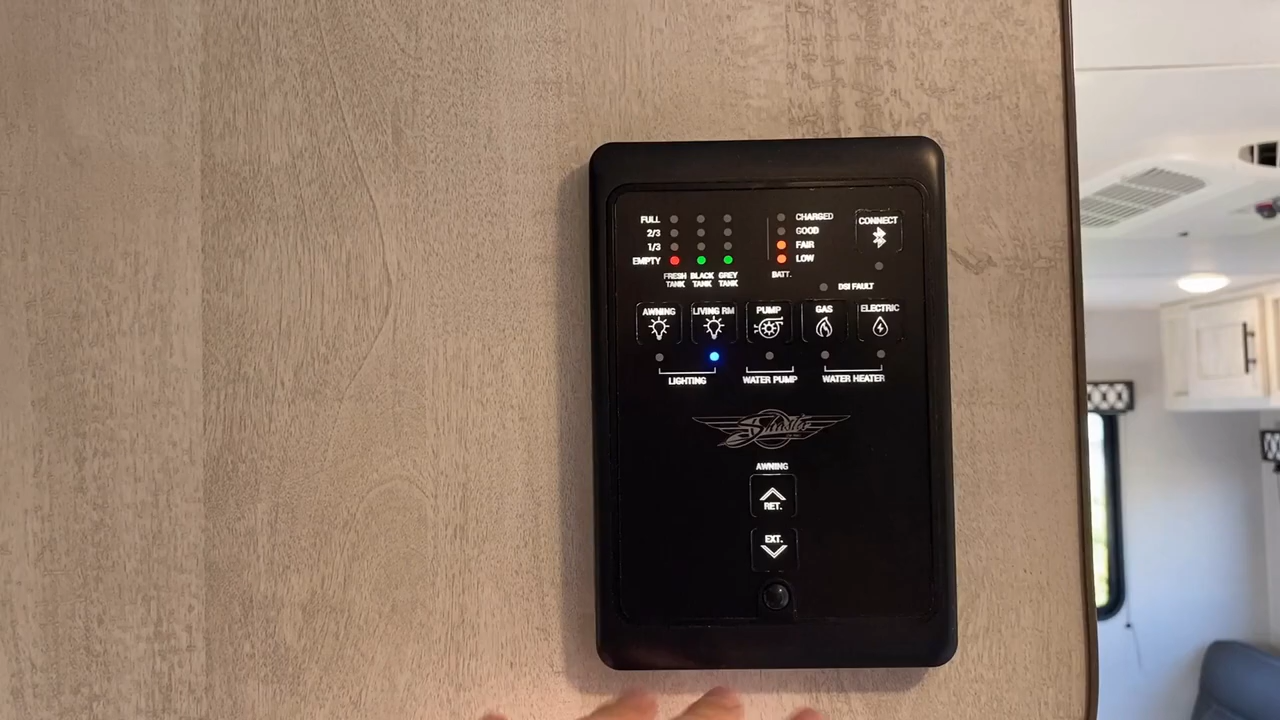 FULL
2/3
1/3
EMPTY
FRESH TANK
BLACK TANK
GREY TANK
CHARGED
GOOD
FAIR
LOW
BATT.
CONNECT
DSI FAULT
AWNING
LIVING RM
PUMP
GAS
ELECTRIC
LIGHTING
WATER PUMP
WATER HEATER
Shasta
AWNING
RET.
EXT.